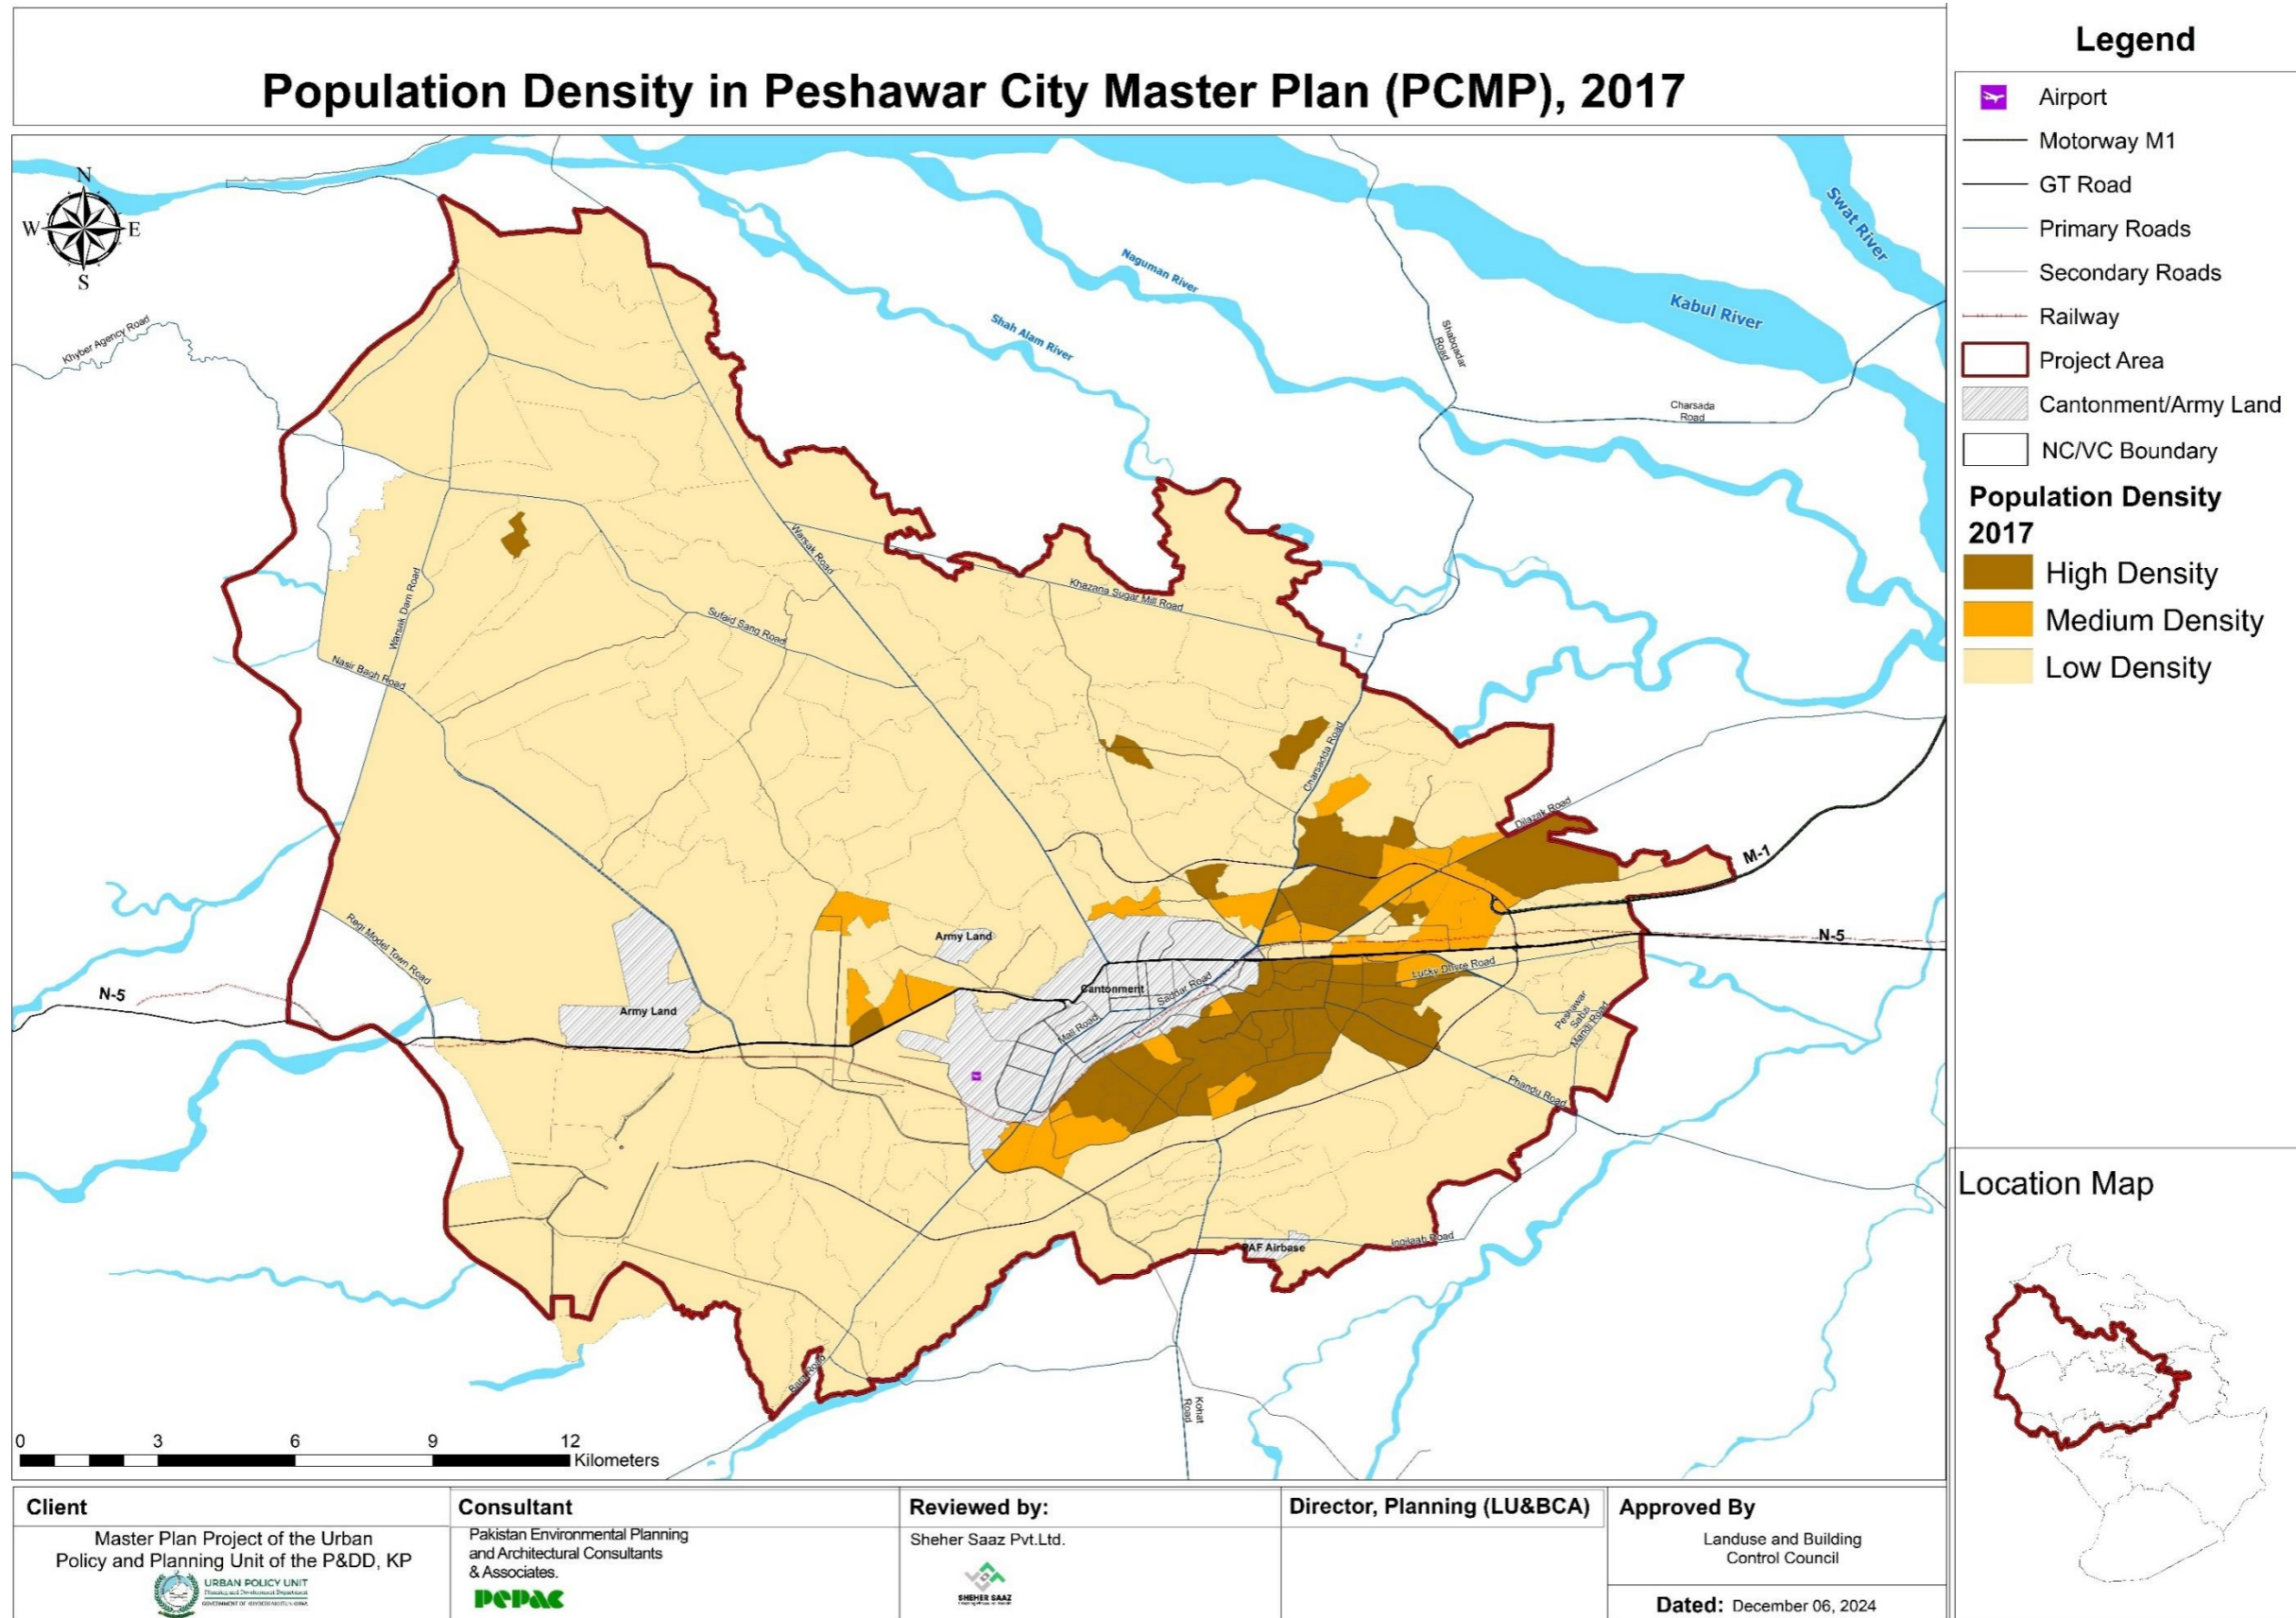 Population Density in Peshawar City Master Plan (PCMP), 2017
N
W
E
S
Khyber Agency Road
Naguman River
Shah Alam River
Swat River
Kabul River
Shabqadar
Road
Charsada
Road
Warsak Road
Khazana Sugar Mill Road
Warsak Dam Road
Sufaid Sang Road
Nasir Bagh Road
Charsadda Road
Dilazak Road
M-1
Regi Model Town Road
Army Land
N-5
N-5
Lucky Dhere Road
Cantonment
Saddar Road
Army Land
Mall Road
Peshawar
Sabzi
Mandi Road
Phandu Road
PAF Airbase
Inqilaab Road
Bara Road
Kohat
Road
0
3
6
9
12
Kilometers
Legend
Airport
Motorway M1
GT Road
Primary Roads
Secondary Roads
Railway
Project Area
Cantonment/Army Land
NC/VC Boundary
Population Density
2017
High Density
Medium Density
Low Density
Location Map
Client
Master Plan Project of the Urban
Policy and Planning Unit of the P&DD, KP
URBAN POLICY UNIT
Planning and Development Department
Consultant
Pakistan Environmental Planning
and Architectural Consultants
& Associates.
PEPAC
Reviewed by:
Sheher Saaz Pvt.Ltd.
SHEHER SAAZ
Director, Planning (LU&BCA)
Approved By
Landuse and Building
Control Council
Dated: December 06, 2024